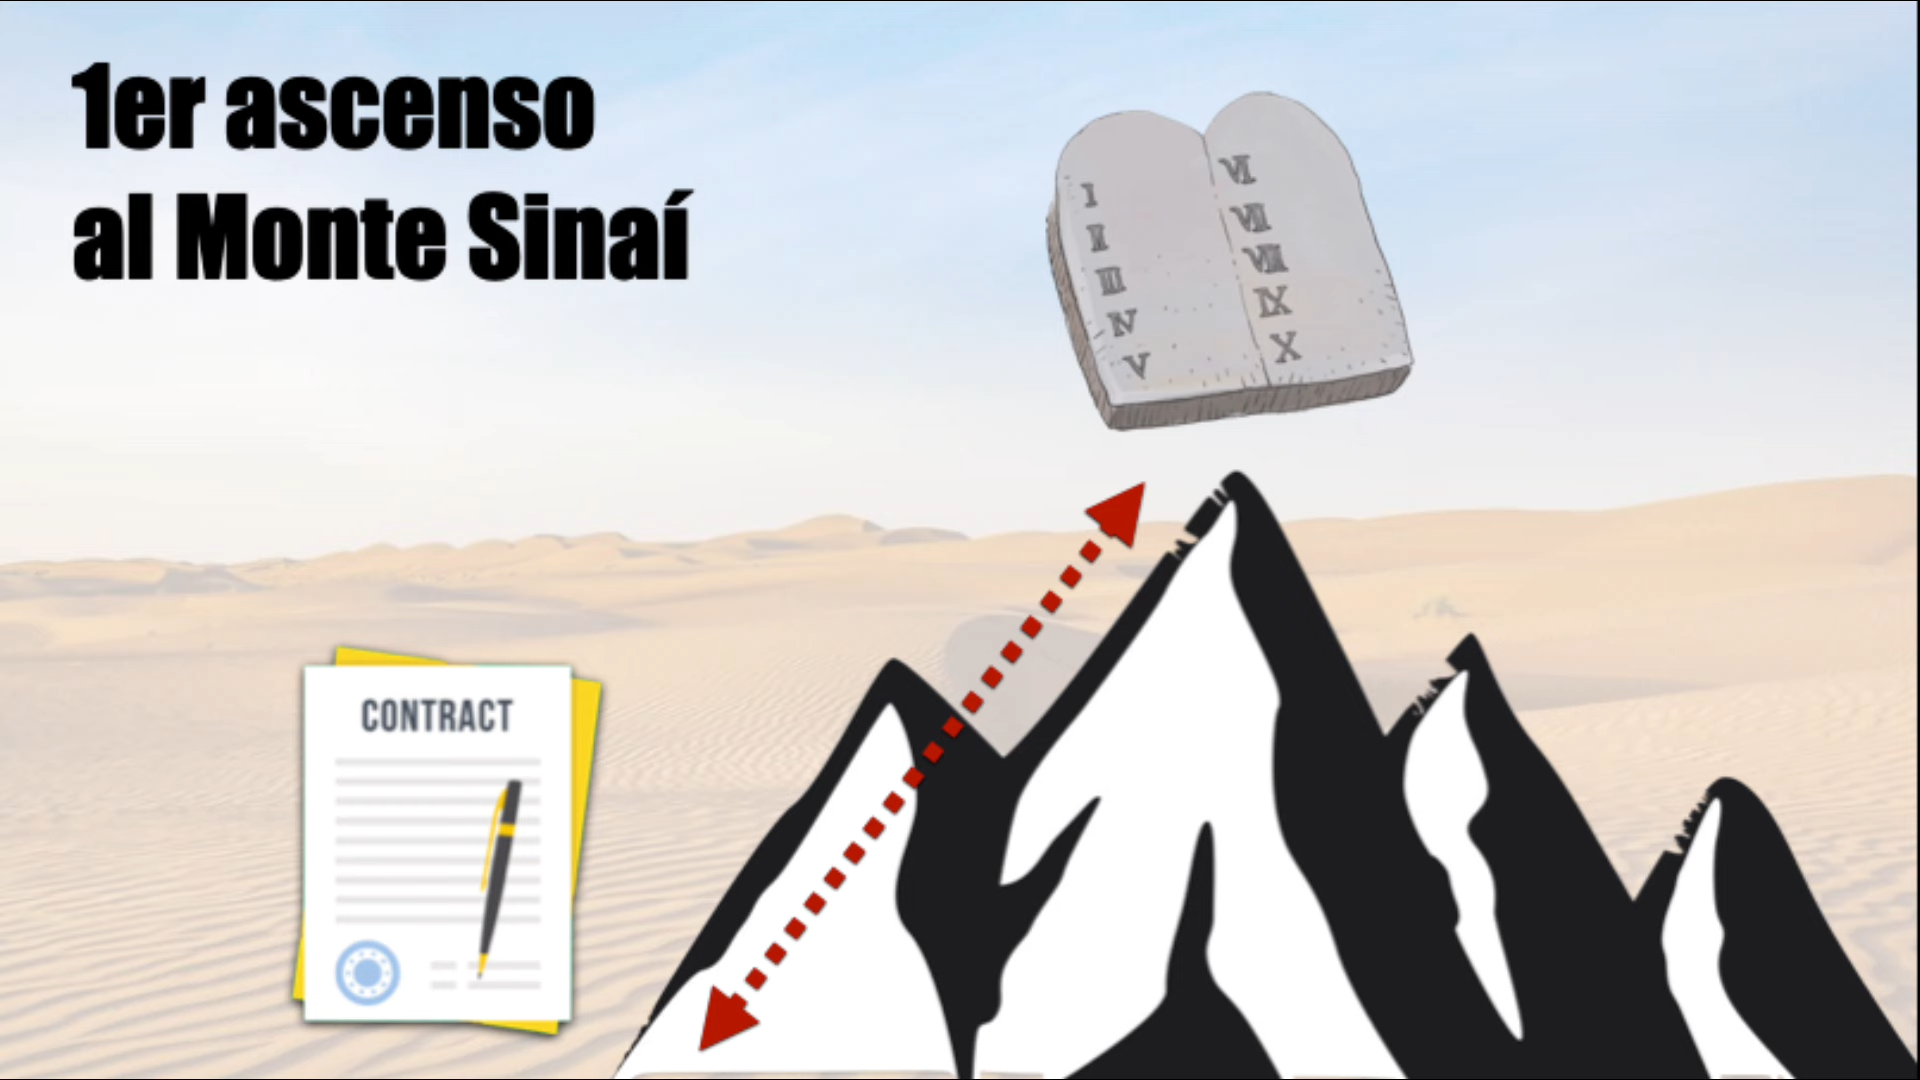 1er ascenso
al Monte Sinaí
I
II
III
IV
V
VI
VII
VIII
IX
X
CONTRACT